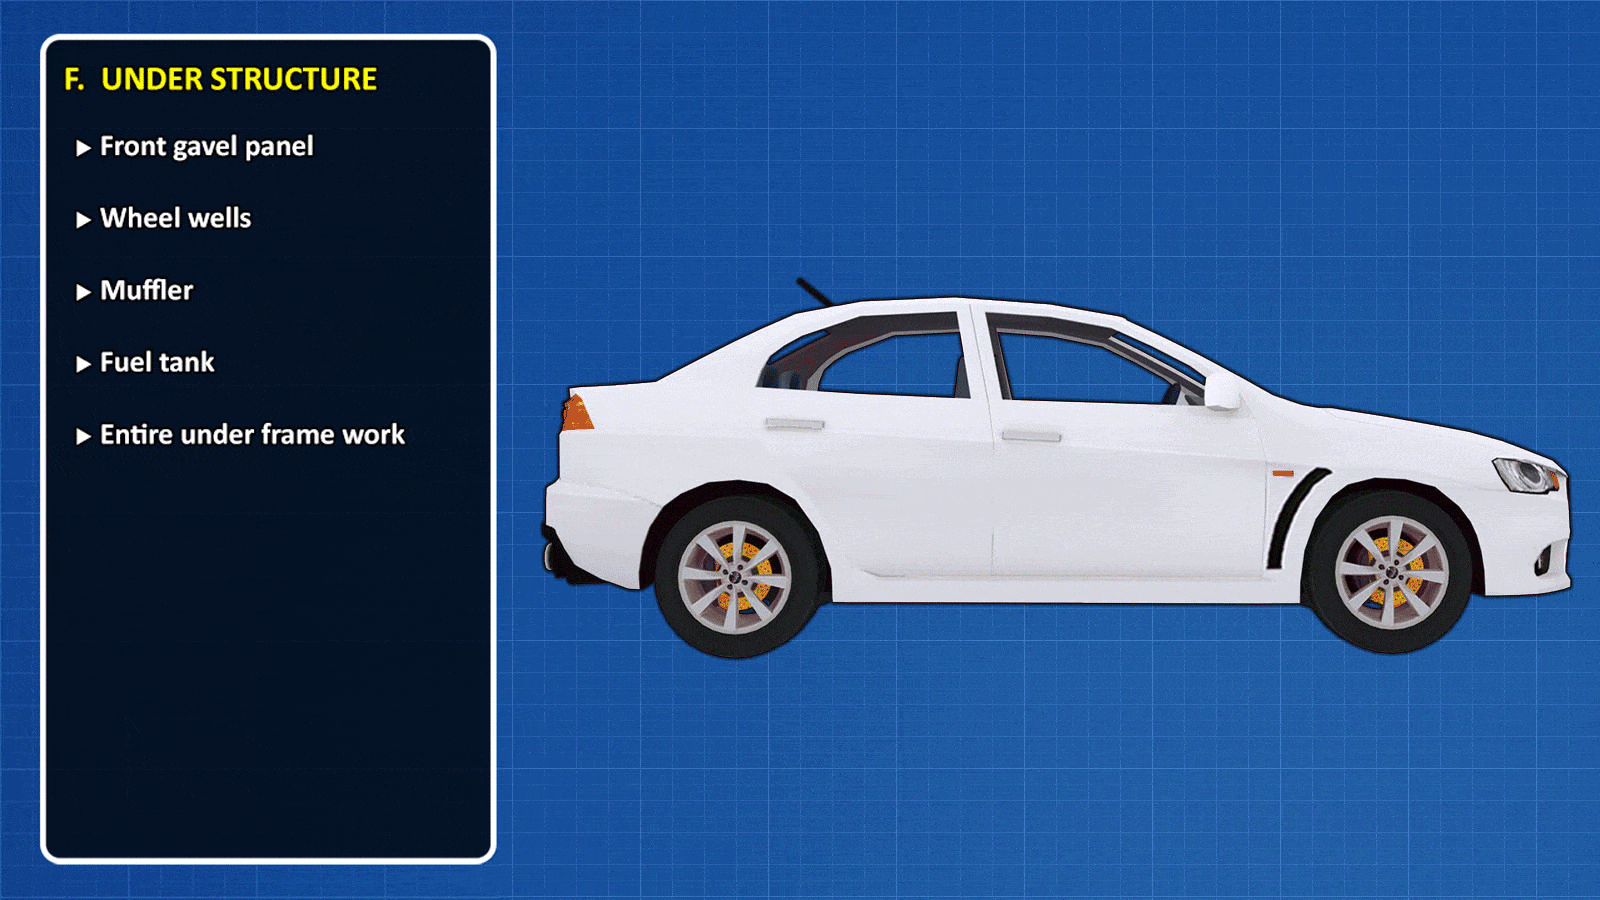 F. UNDER STRUCTURE
Front gavel panel
Wheel wells
Muffler
Fuel tank
Entire under frame work